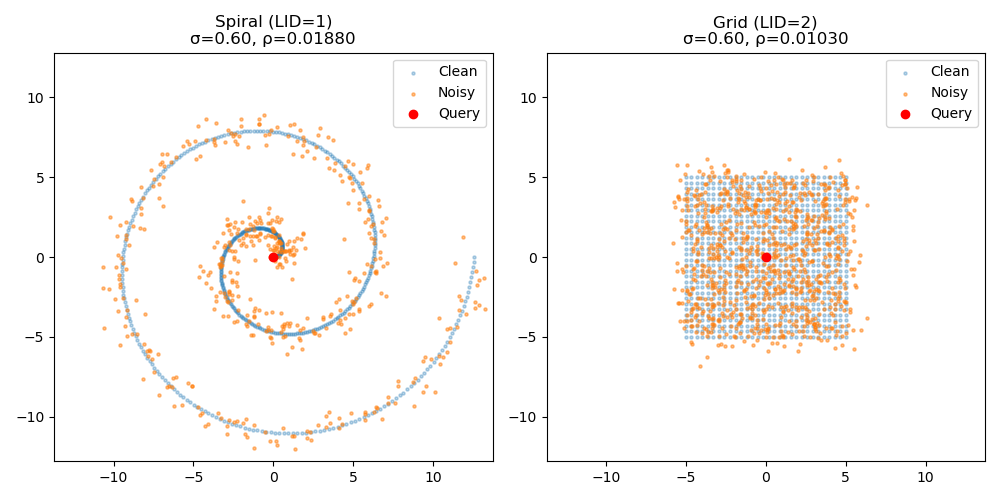 Spiral (LID=1)
σ=0.60, ρ=0.01880
Clean
Noisy
Query
10
5
0
−5
−10
−10
−5
0
5
10
Grid (LID=2)
σ=0.60, ρ=0.01030
Clean
Noisy
Query
10
5
0
−5
−10
−10
−5
0
5
10